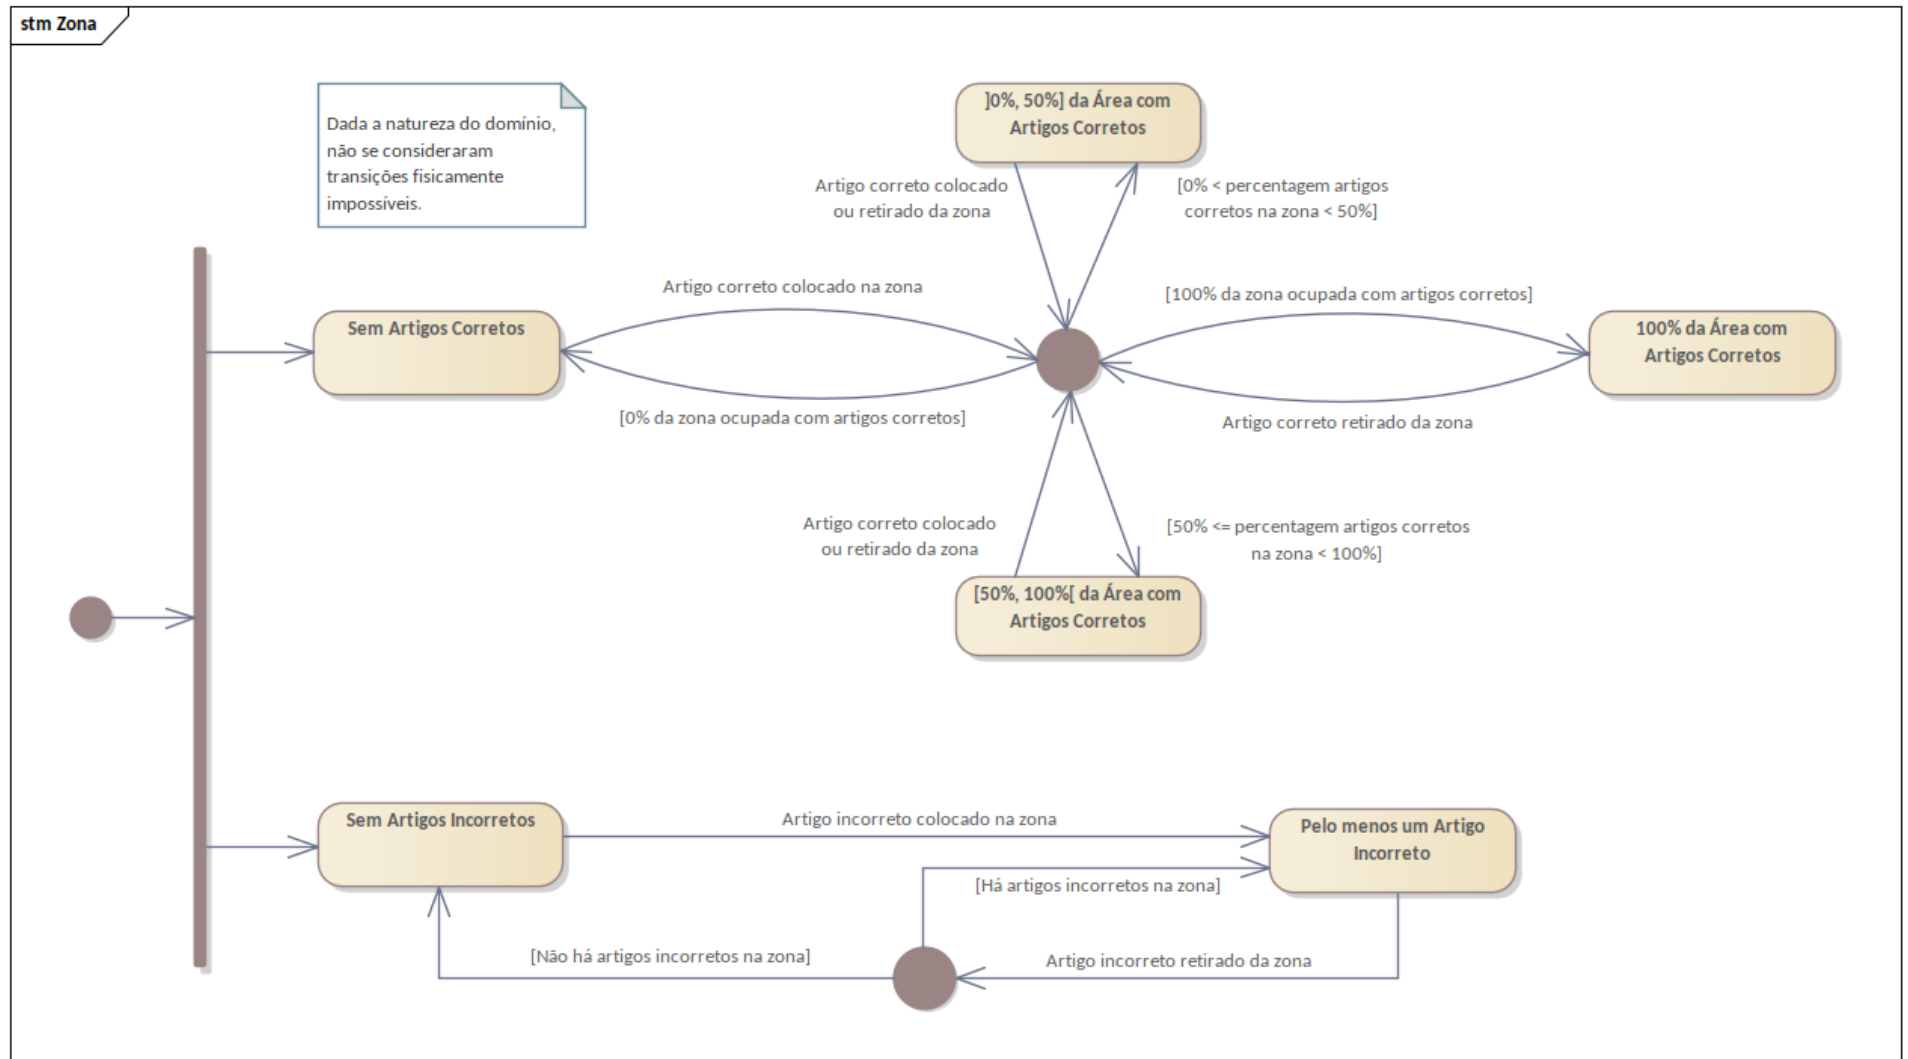 stm Zona
Dada a natureza do domínio,
não se consideraram
transições fisicamente
impossíveis.
]0%, 50%] da Área com
Artigos Corretos
Artigo correto colocado
ou retirado da zona
[0% < percentagem artigos
corretos na zona < 50%]
Artigo correto colocado na zona
[100% da zona ocupada com artigos corretos]
Sem Artigos Corretos
100% da Área com
Artigos Corretos
[0% da zona ocupada com artigos corretos]
Artigo correto retirado da zona
Artigo correto colocado
ou retirado da zona
[50% <= percentagem artigos corretos
na zona < 100%]
[50%, 100%[ da Área com
Artigos Corretos
Sem Artigos Incorretos
Artigo incorreto colocado na zona
Pelo menos um Artigo
Incorreto
[Há artigos incorretos na zona]
[Não há artigos incorretos na zona]
Artigo incorreto retirado da zona